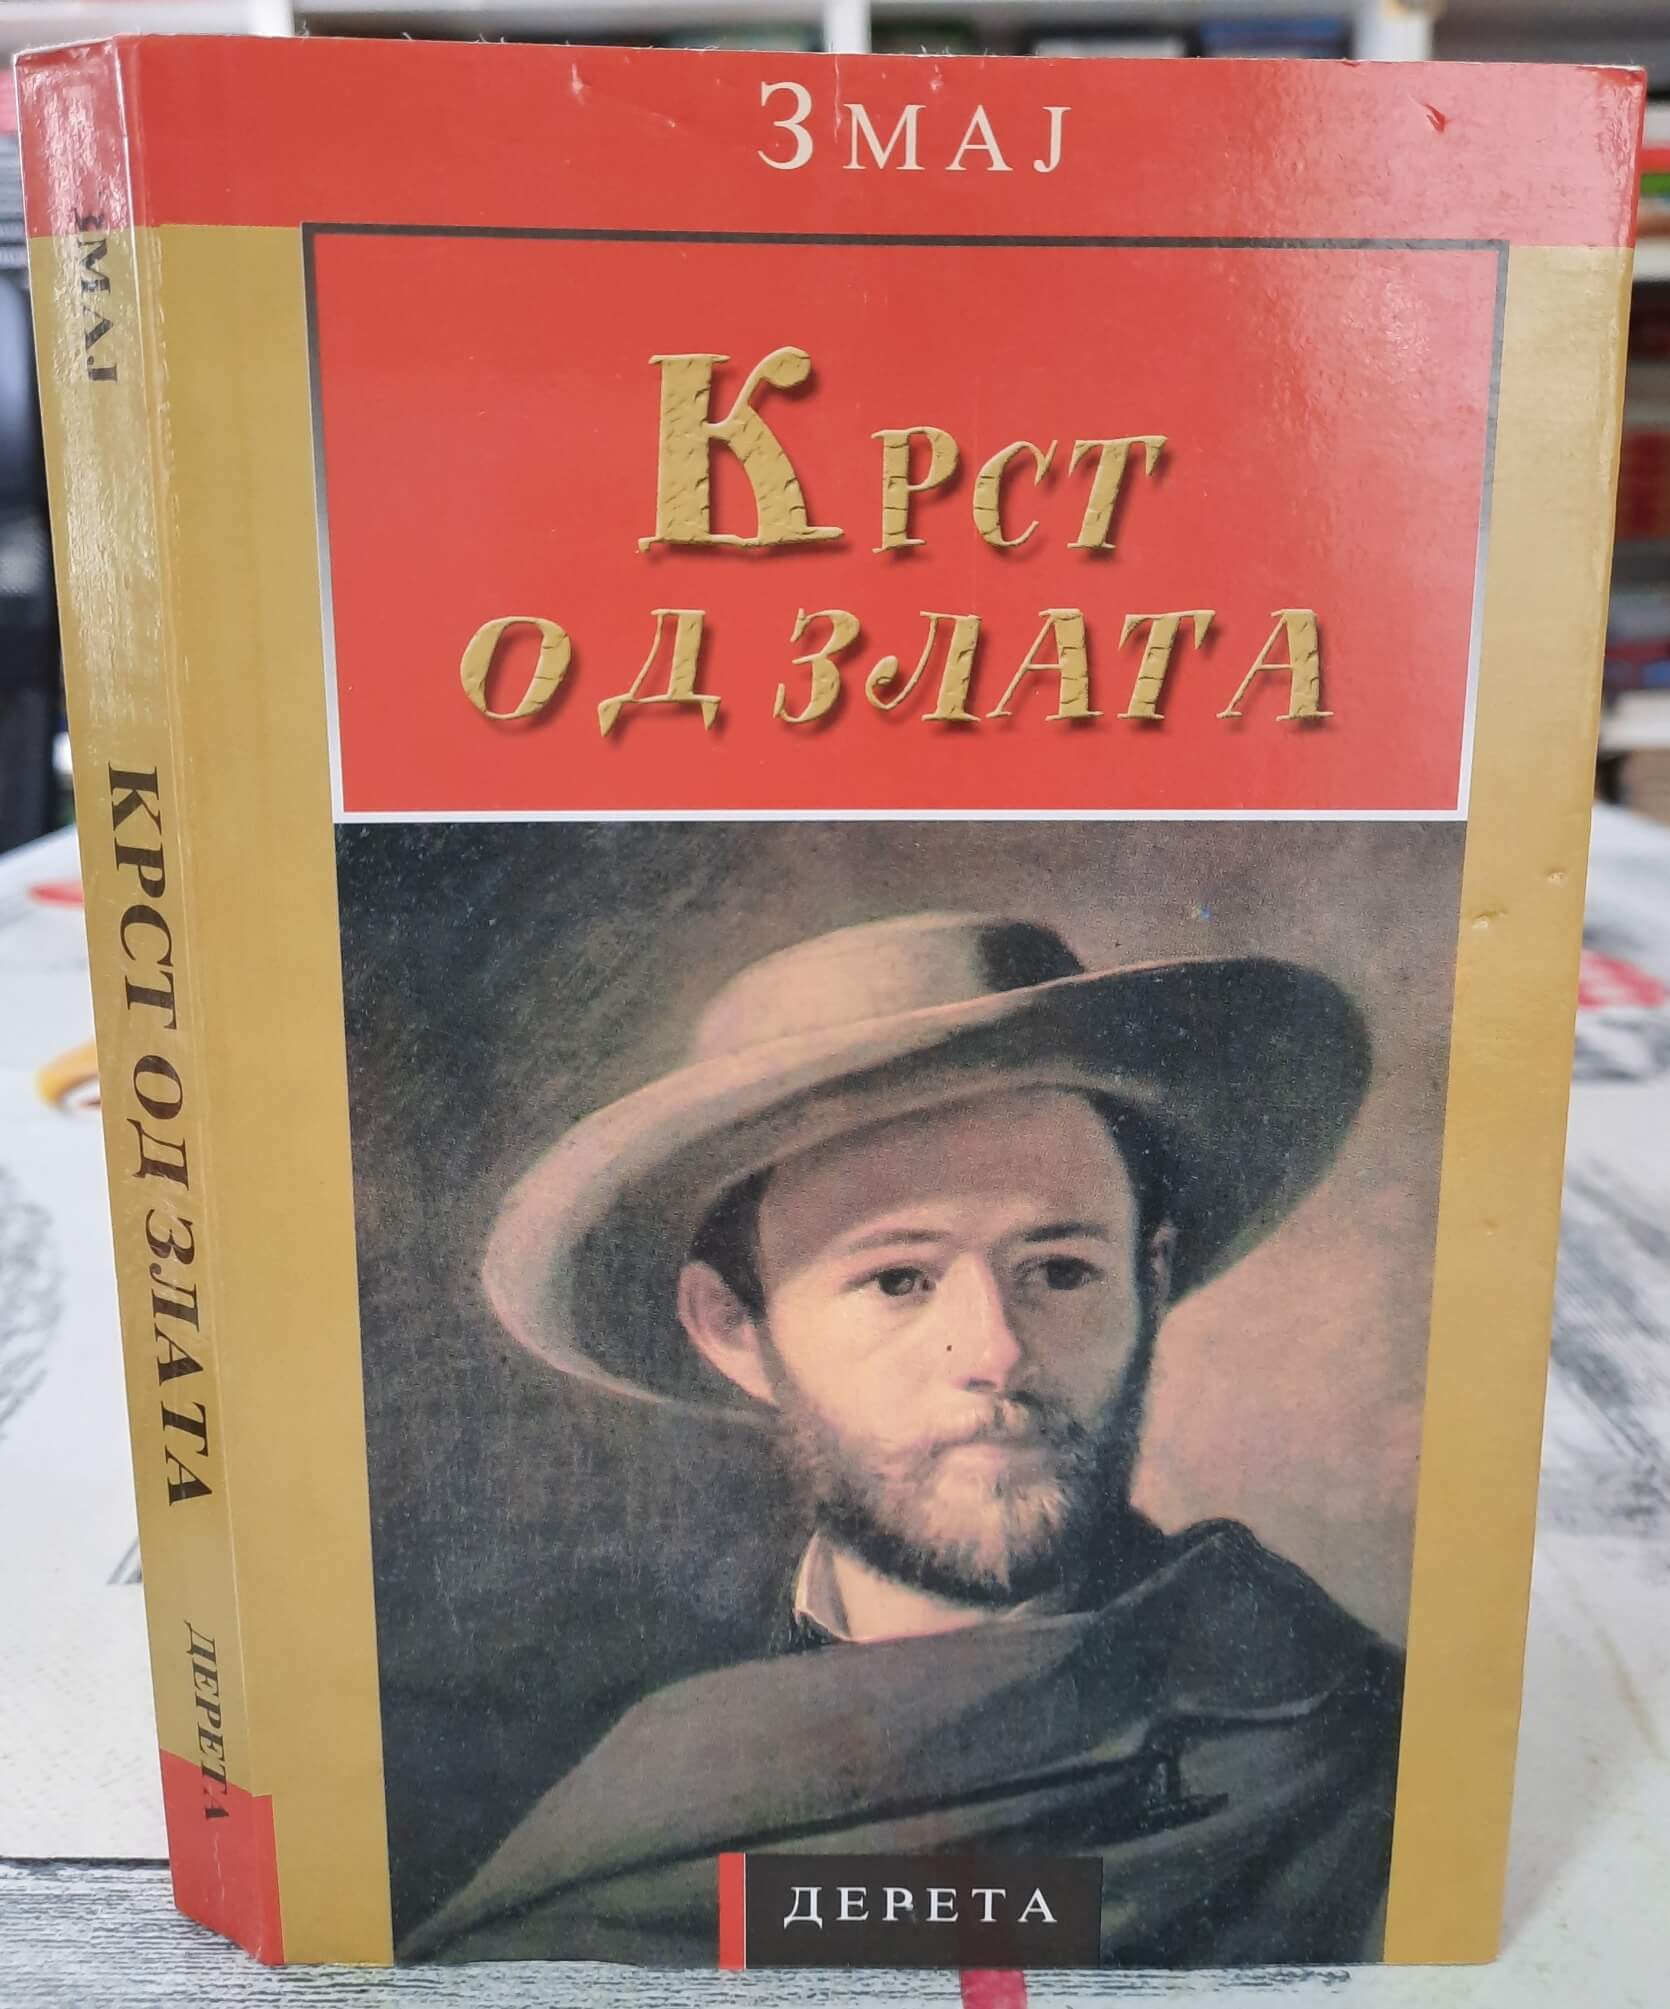 Змај
Крст
од злата
ДЕРЕТА
ЗМАЈ
КРСТ ОД ЗЛАТА
ДЕРЕТА